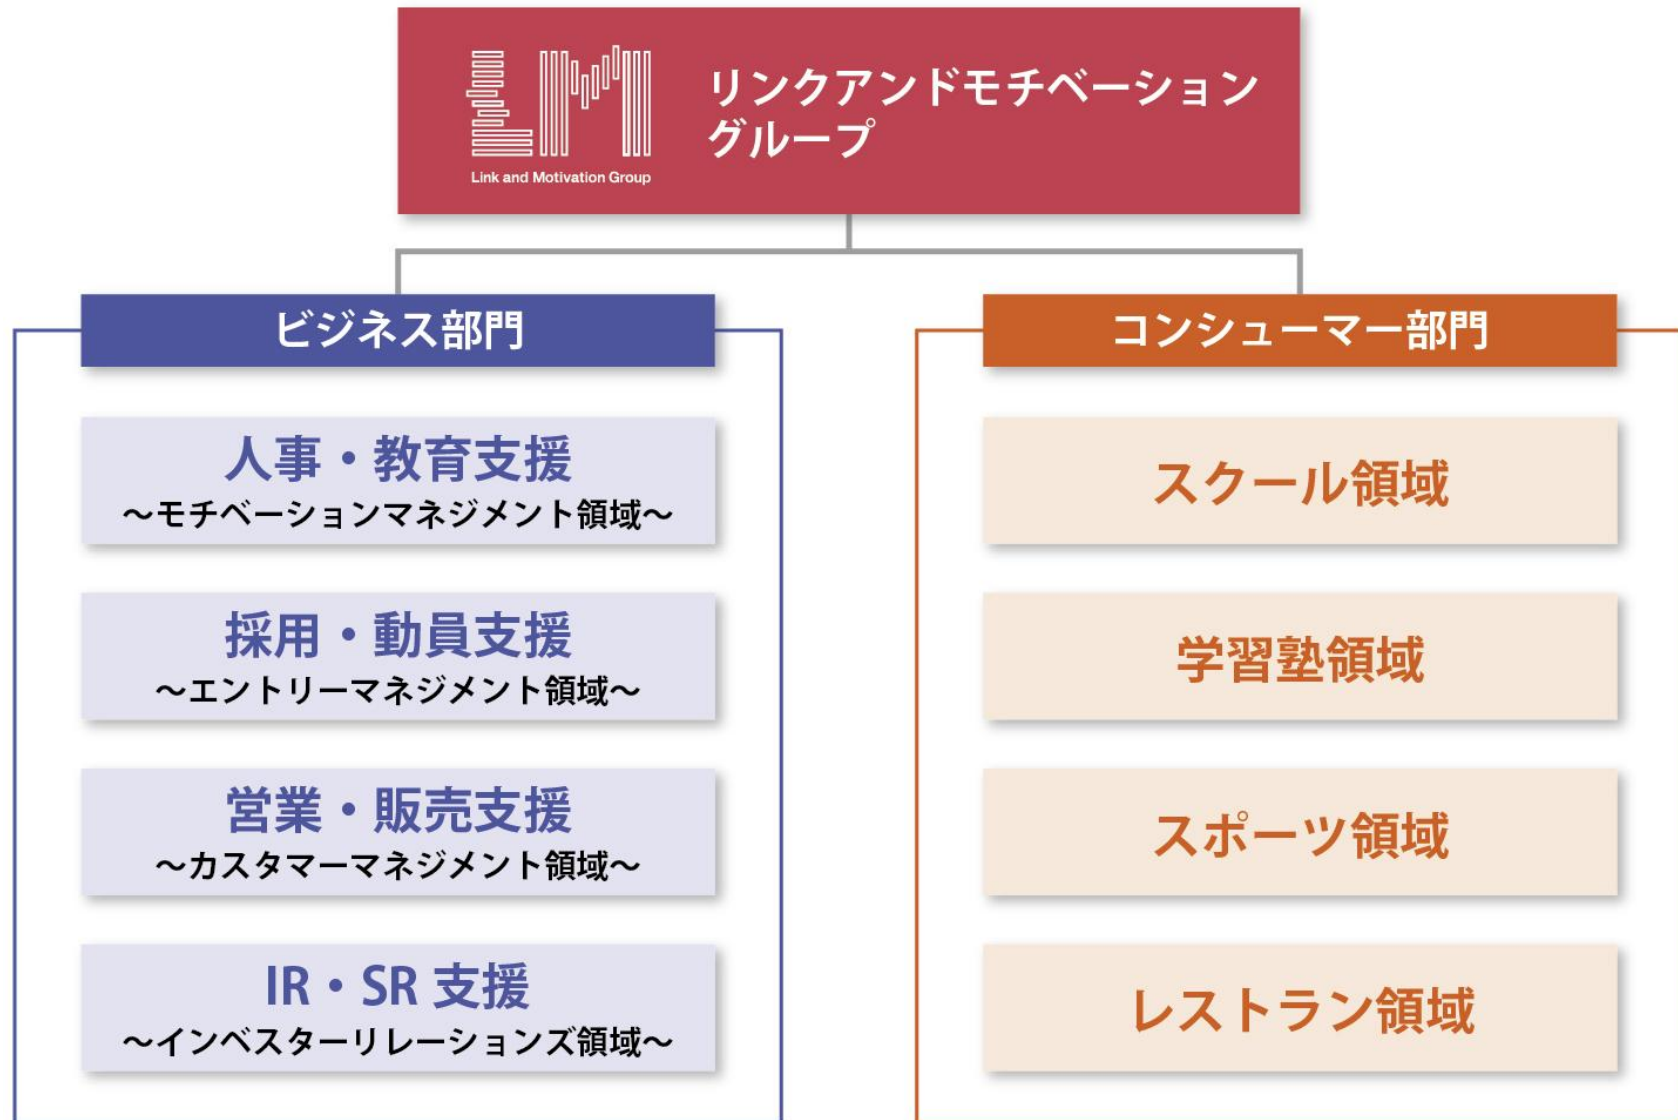 LM
Link and Motivation Group
リンクアンドモチベーション
グループ
ビジネス部門
人事・教育支援
～モチベーションマネジメント領域～
採用・動員支援
～エントリーマネジメント領域～
営業・販売支援
～カスタマーマネジメント領域～
IR・SR 支援
～インベスターリレーションズ領域～
コンシューマー部門
スクール領域
学習塾領域
スポーツ領域
レストラン領域